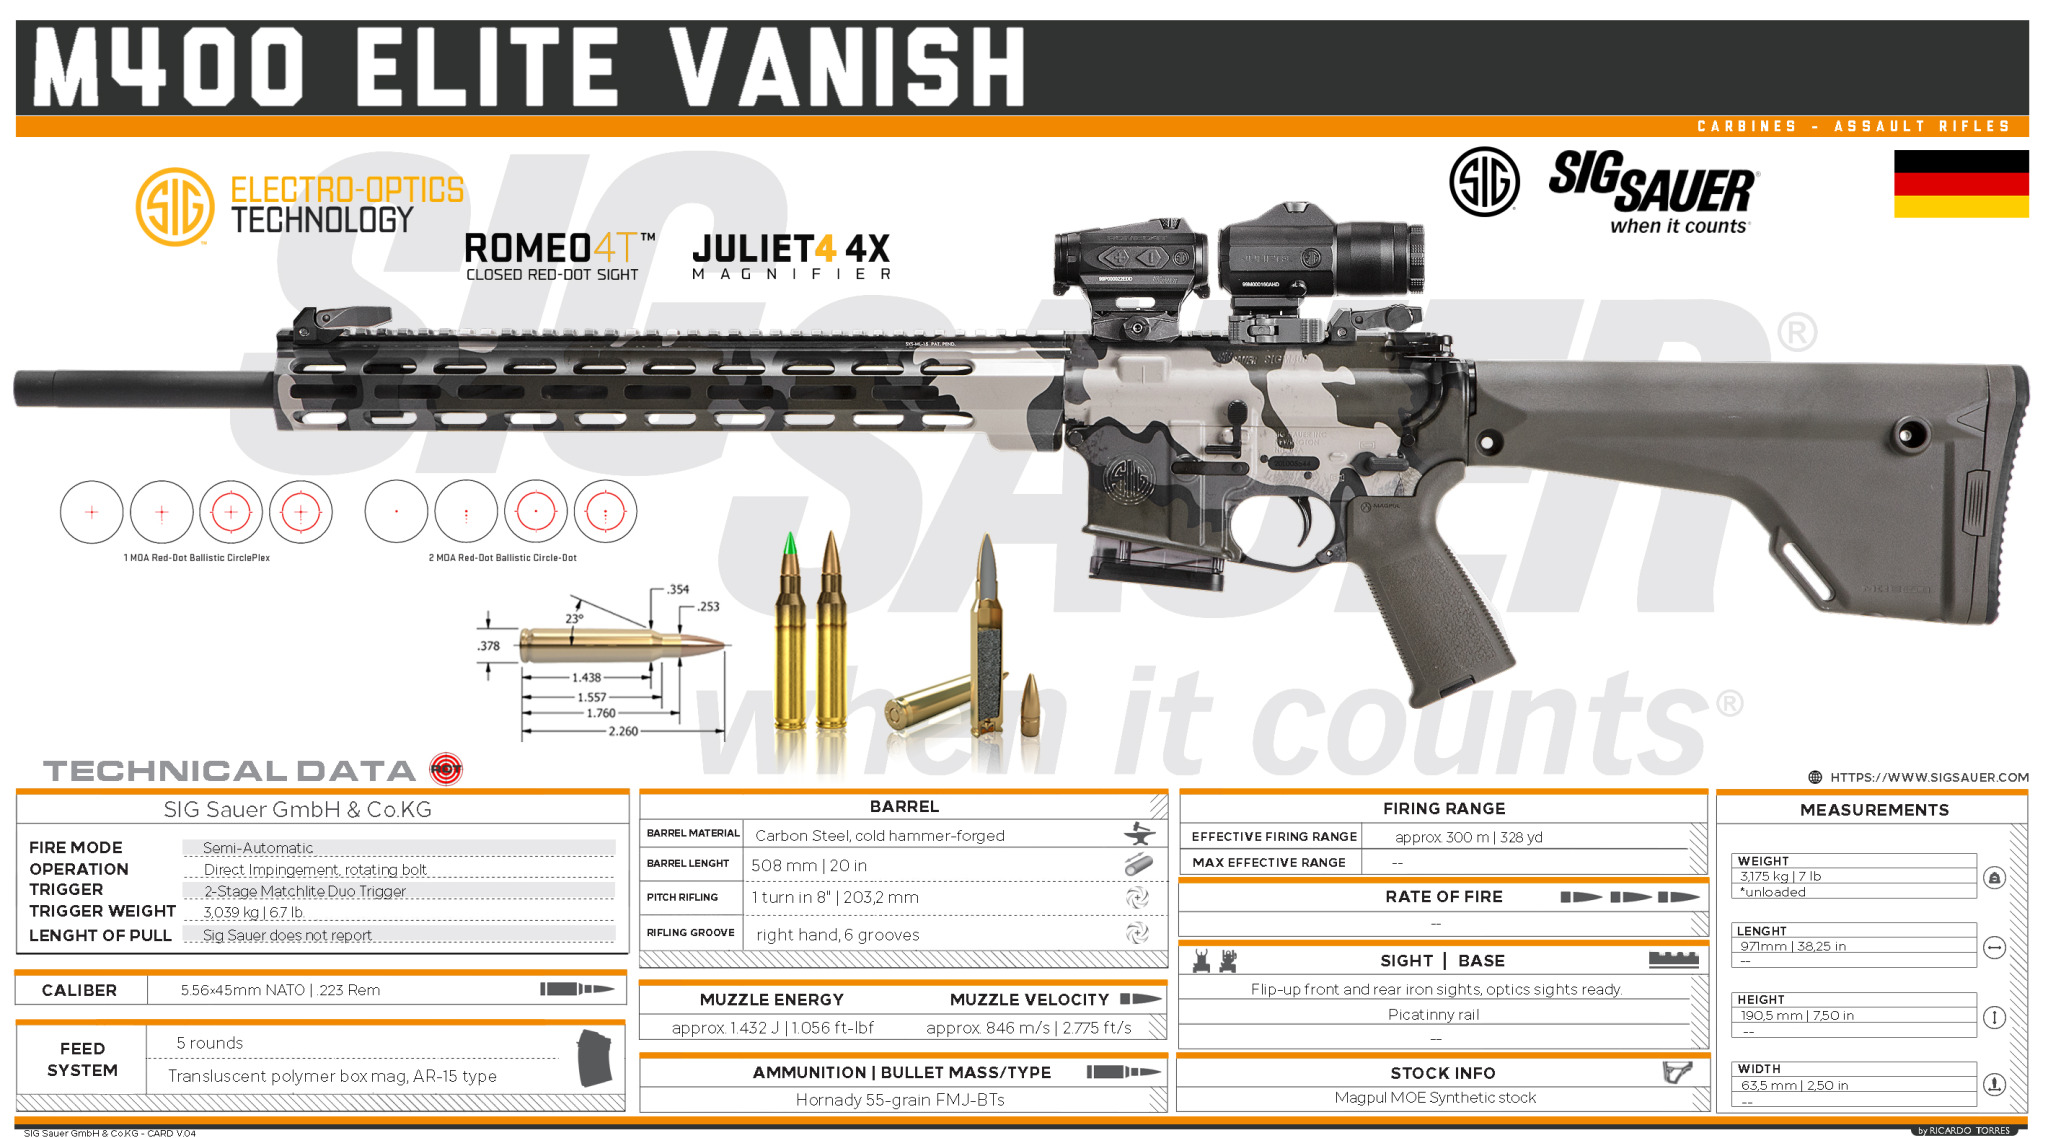 M400 ELITE VANISH
CARBINES - ASSAULT RIFLES
SIG
ELECTRO-OPTICS
TECHNOLOGY
ROMEO4T™
CLOSED RED-DOT SIGHT
JULIET4 4X
MAGNIFIER
SIG
SIG SAUER®
when it counts®
SIG SAUER®
when it counts®
SIG
1 MOA Red-Dot Ballistic CirclePlex
2 MOA Red-Dot Ballistic Circle-Dot
.354
.253
23°
.378
1.438
1.557
1.760
2.260
TECHNICAL DATA
HTTPS://WWW.SIGSAUER.COM
SIG Sauer GmbH & Co.KG
FIRE MODE Semi-Automatic
OPERATION Direct Impingement, rotating bolt
TRIGGER 2-Stage Matchlite Duo Trigger
TRIGGER WEIGHT 3,039 kg | 6.7 lb.
LENGHT OF PULL Sig Sauer does not report
CALIBER 5.56x45mm NATO | .223 Rem
FEED SYSTEM
5 rounds
Transluscent polymer box mag, AR-15 type
BARREL
BARREL MATERIAL Carbon Steel, cold hammer-forged
BARREL LENGHT 508 mm | 20 in
PITCH RIFLING 1 turn in 8" | 203,2 mm
RIFLING GROOVE right hand, 6 grooves
MUZZLE ENERGY MUZZLE VELOCITY
approx. 1.432 J | 1.056 ft-lbf approx. 846 m/s | 2.775 ft/s
AMMUNITION | BULLET MASS/TYPE
Hornady 55-grain FMJ-BTs
FIRING RANGE
EFFECTIVE FIRING RANGE approx. 300 m | 328 yd
MAX EFFECTIVE RANGE --
RATE OF FIRE
--
SIGHT | BASE
Flip-up front and rear iron sights, optics sights ready.
Picatinny rail
--
STOCK INFO
Magpul MOE Synthetic stock
MEASUREMENTS
WEIGHT
3,175 kg | 7 lb
*unloaded
LENGHT
971mm | 38,25 in
--
HEIGHT
190,5 mm | 7,50 in
--
WIDTH
63,5 mm | 2,50 in
--
SIG Sauer GmbH & Co.KG - CARD V.04
by RICARDO TORRES